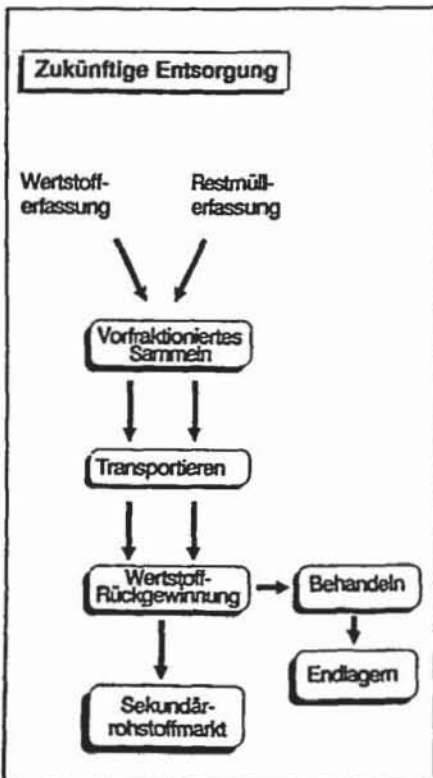 Zukünftige Entsorgung
Wertstoff-
erfassung
Restmüll-
erfassung
Vorfraktioniertes
Sammeln
Transportieren
Wertstoff-
Rückgewinnung
Behandeln
Endlagern
Sekundär-
rohstoffmarkt